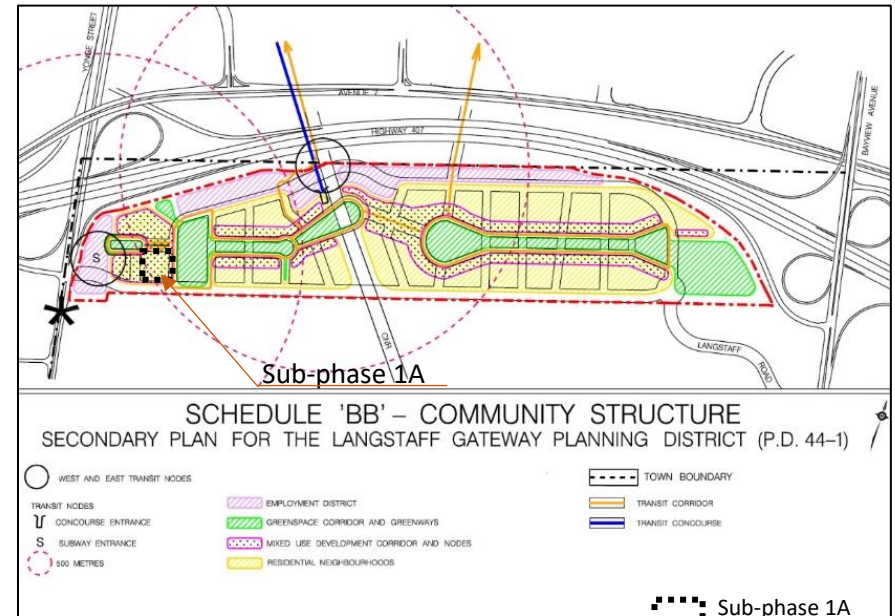 YONGE STREET
AVENUE 7
HIGHWAY 407
BAYVIEW AVENUE
S
CNR
LANGSTAFF ROAD
Sub-phase 1A
SCHEDULE 'BB' – COMMUNITY STRUCTURE
SECONDARY PLAN FOR THE LANGSTAFF GATEWAY PLANNING DISTRICT (P.D. 44–1)
WEST AND EAST TRANSIT NODES
TRANSIT NODES
CONCOURSE ENTRANCE
S SUBWAY ENTRANCE
500 METRES
EMPLOYMENT DISTRICT
GREENSPACE CORRIDOR AND GREENWAYS
MIXED USE DEVELOPMENT CORRIDOR AND NODES
RESIDENTIAL NEIGHBOURHOODS
TOWN BOUNDARY
TRANSIT CORRIDOR
TRANSIT CONCOURSE
Sub-phase 1A